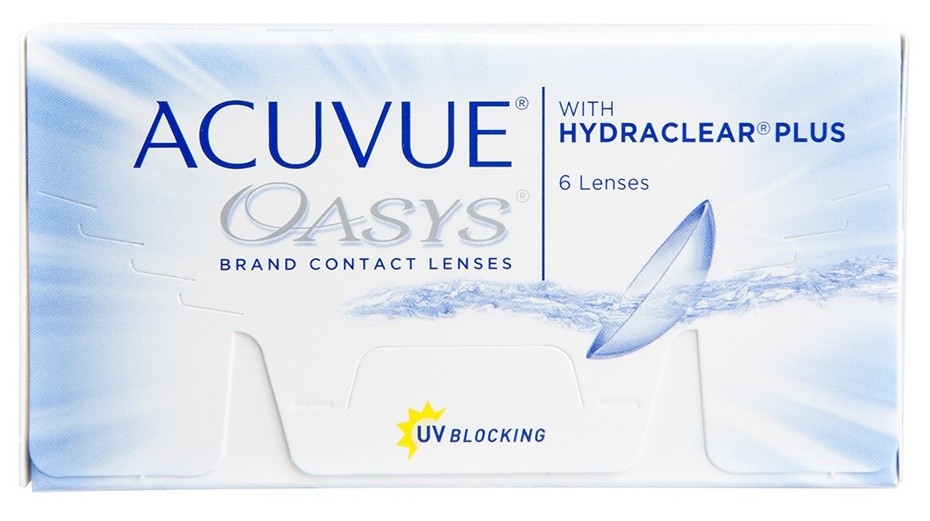 ACUVUE®
OASYS®
BRAND CONTACT LENSES
WITH
HYDRACLEAR® PLUS
6 Lenses
UV BLOCKING